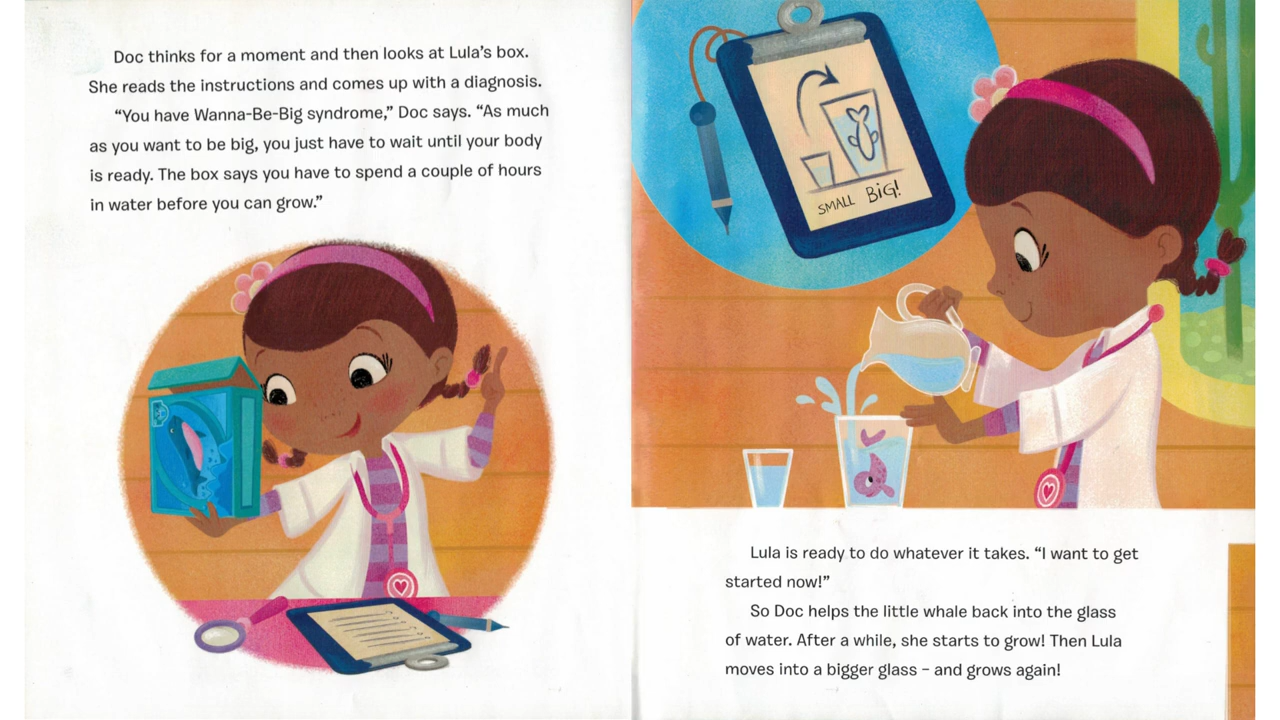 Doc thinks for a moment and then looks at Lula's box.
She reads the instructions and comes up with a diagnosis.
“You have Wanna-Be-Big syndrome,” Doc says. “As much
as you want to be big, you just have to wait until your body
is ready. The box says you have to spend a couple of hours
in water before you can grow.”
SMALL BiG!
Lula is ready to do whatever it takes. “I want to get
started now!”
So Doc helps the little whale back into the glass
of water. After a while, she starts to grow! Then Lula
moves into a bigger glass – and grows again!